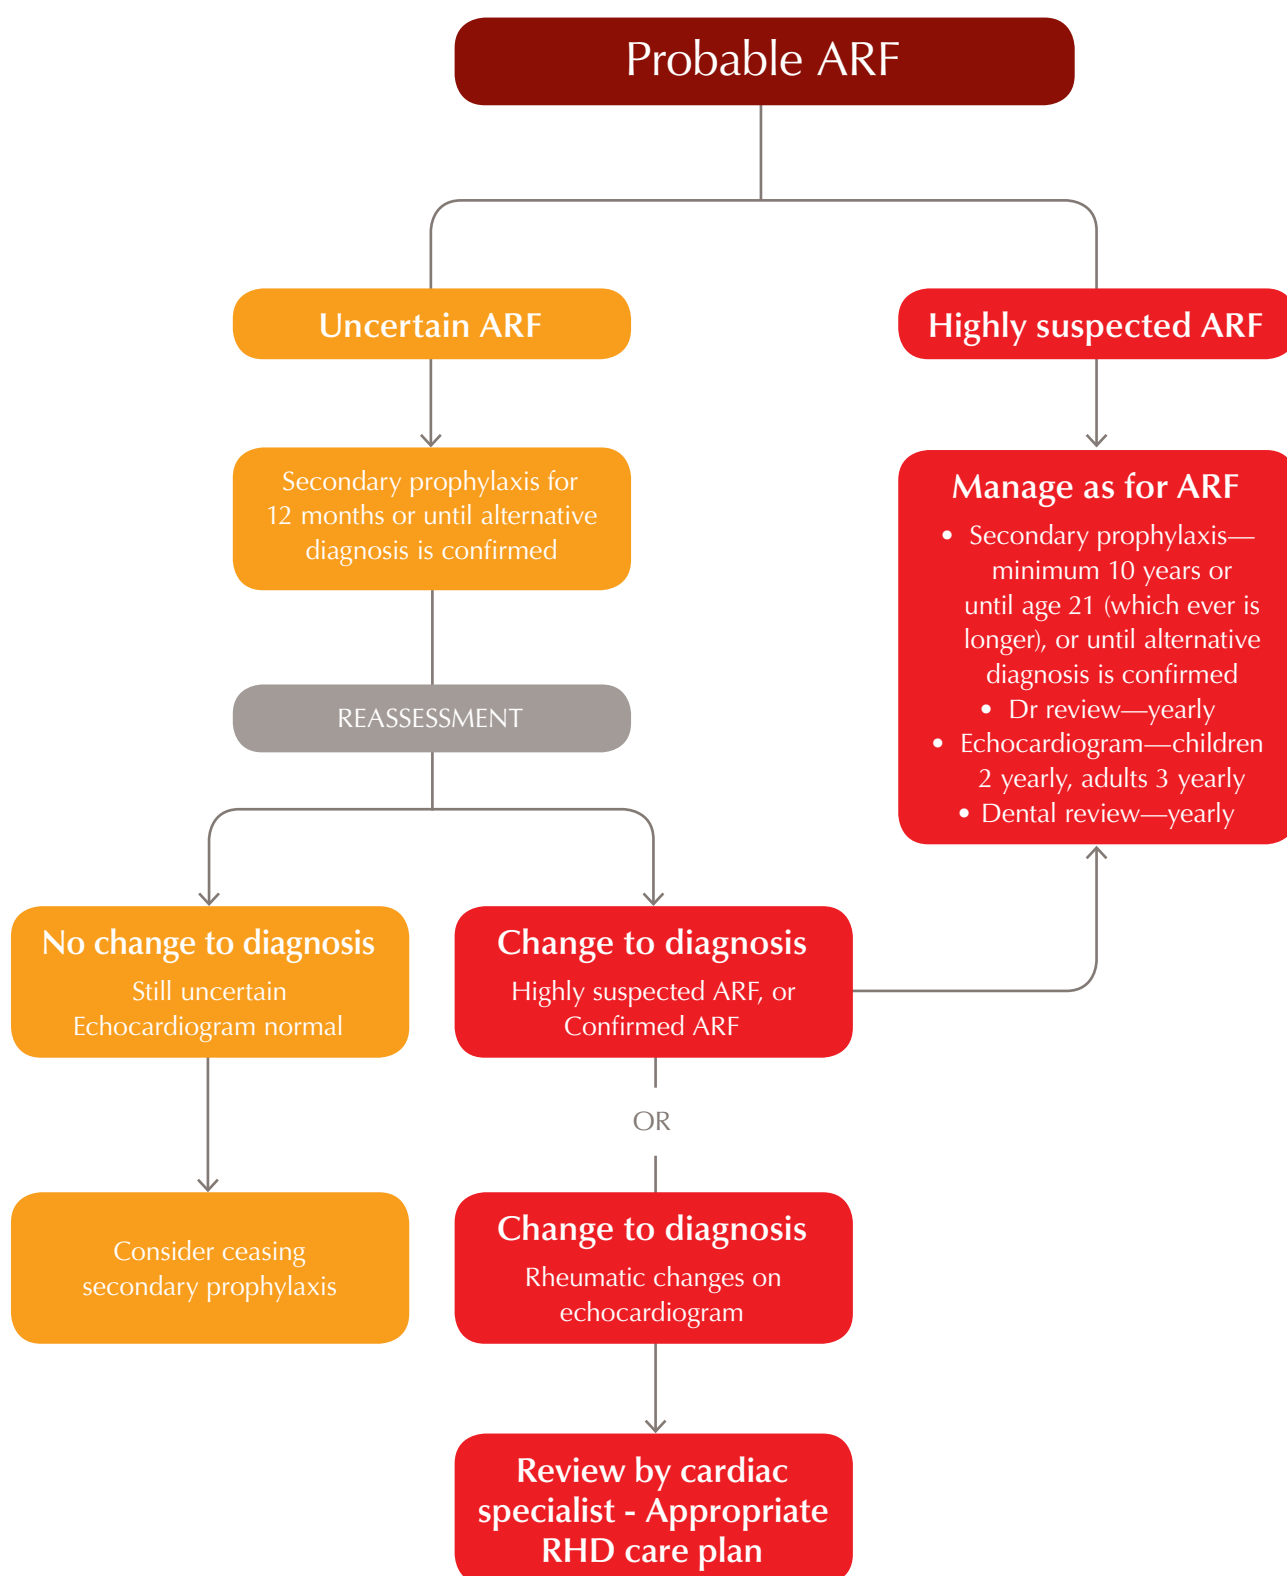 Probable ARF
Uncertain ARF
Highly suspected ARF
Secondary prophylaxis for
12 months or until alternative
diagnosis is confirmed
Manage as for ARF
• Secondary prophylaxis—
minimum 10 years or
until age 21 (which ever is
longer), or until alternative
diagnosis is confirmed
• Dr review—yearly
• Echocardiogram—children
2 yearly, adults 3 yearly
• Dental review—yearly
REASSESSMENT
No change to diagnosis
Still uncertain
Echocardiogram normal
Change to diagnosis
Highly suspected ARF, or
Confirmed ARF
OR
Consider ceasing
secondary prophylaxis
Change to diagnosis
Rheumatic changes on
echocardiogram
Review by cardiac
specialist - Appropriate
RHD care plan